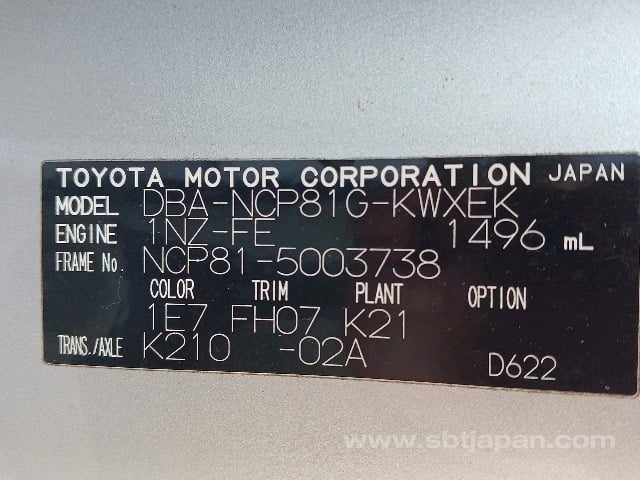 TOYOTA MOTOR CORPORATION JAPAN
MODEL DBA-NCP81G-KWXEK
ENGINE 1NZ-FE 1496 mL
FRAME No. NCP81-5003738
COLOR TRIM PLANT OPTION
1E7 FH07 K21
TRANS./AXLE K210 -02A D622
www.sbtjapan.com